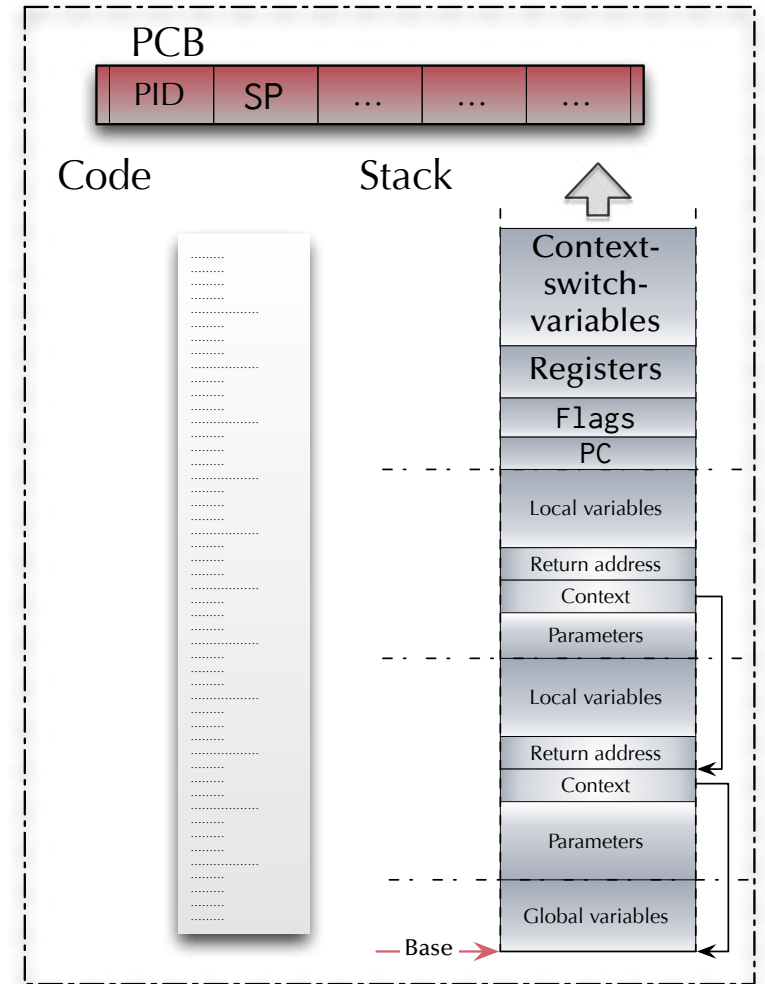 PCB
PID SP ... ... ...
Code
Stack
Context-
switch-
variables
Registers
Flags
PC
Local variables
Return address
Context
Parameters
Local variables
Return address
Context
Parameters
Global variables
Base